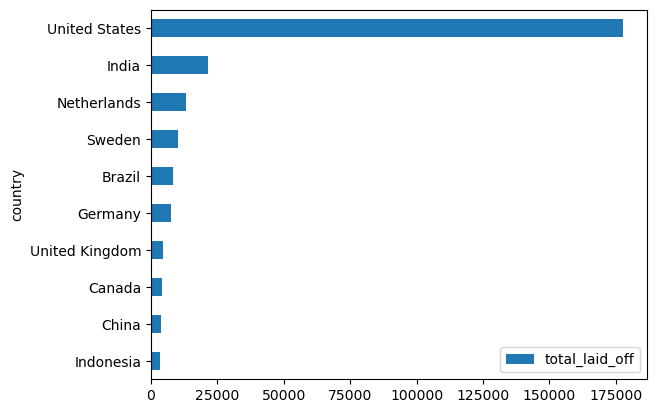 United States
India
Netherlands
Sweden
Brazil
Germany
United Kingdom
Canada
China
Indonesia
country
total_laid_off
0 25000 50000 75000 100000 125000 150000 175000